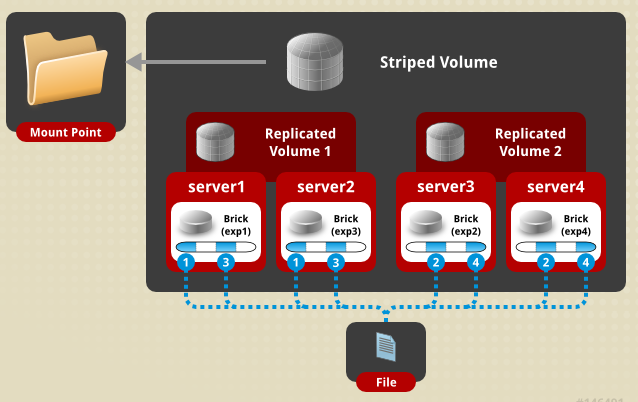 Mount Point
Striped Volume
Replicated
Volume 1
Replicated
Volume 2
server1
server2
server3
server4
Brick
(exp1)
Brick
(exp3)
Brick
(exp2)
Brick
(exp4)
1
3
1
3
2
4
2
4
File